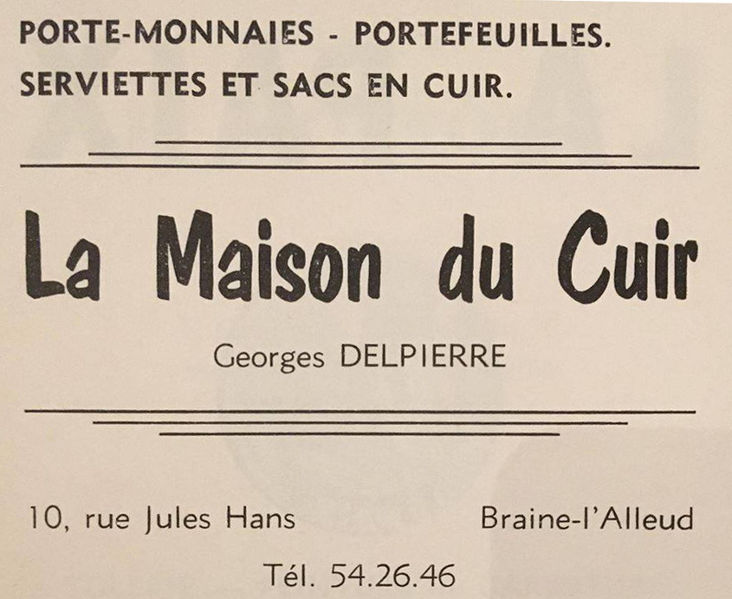 PORTE-MONNAIES - PORTEFEUILLES.
SERVIETTES ET SACS EN CUIR.
La Maison du Cuir
Georges DELPIERRE
10, rue Jules Hans Braine-l'Alleud
Tél. 54.26.46